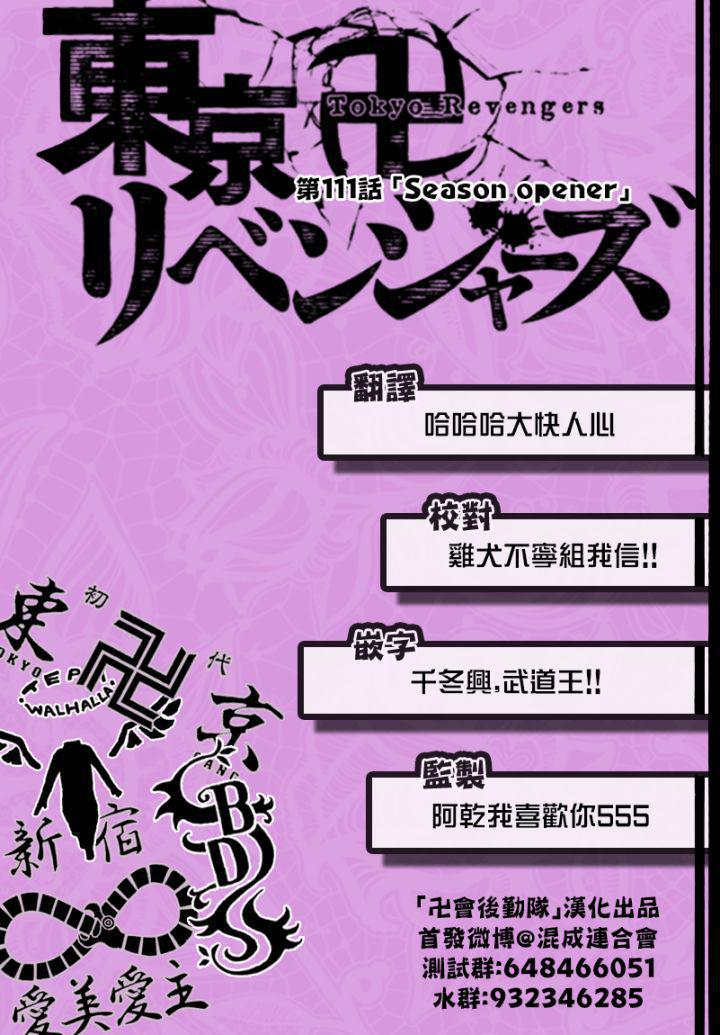 東京卍
Tokyo Revengers
第111話「Season opener」
リベンジャーズ
翻譯
哈哈哈大快人心
校對
雞犬不寧組我信!!
嵌字
千冬興,武道王!!
監製
阿乾我喜歡你555
「卍會後勤隊」漢化出品
首發微博@混成連合會
測試群:648466051
水群:932346285
初代
東卍京
TOKYO
WALHALLA
BD
新宿
愛美愛主